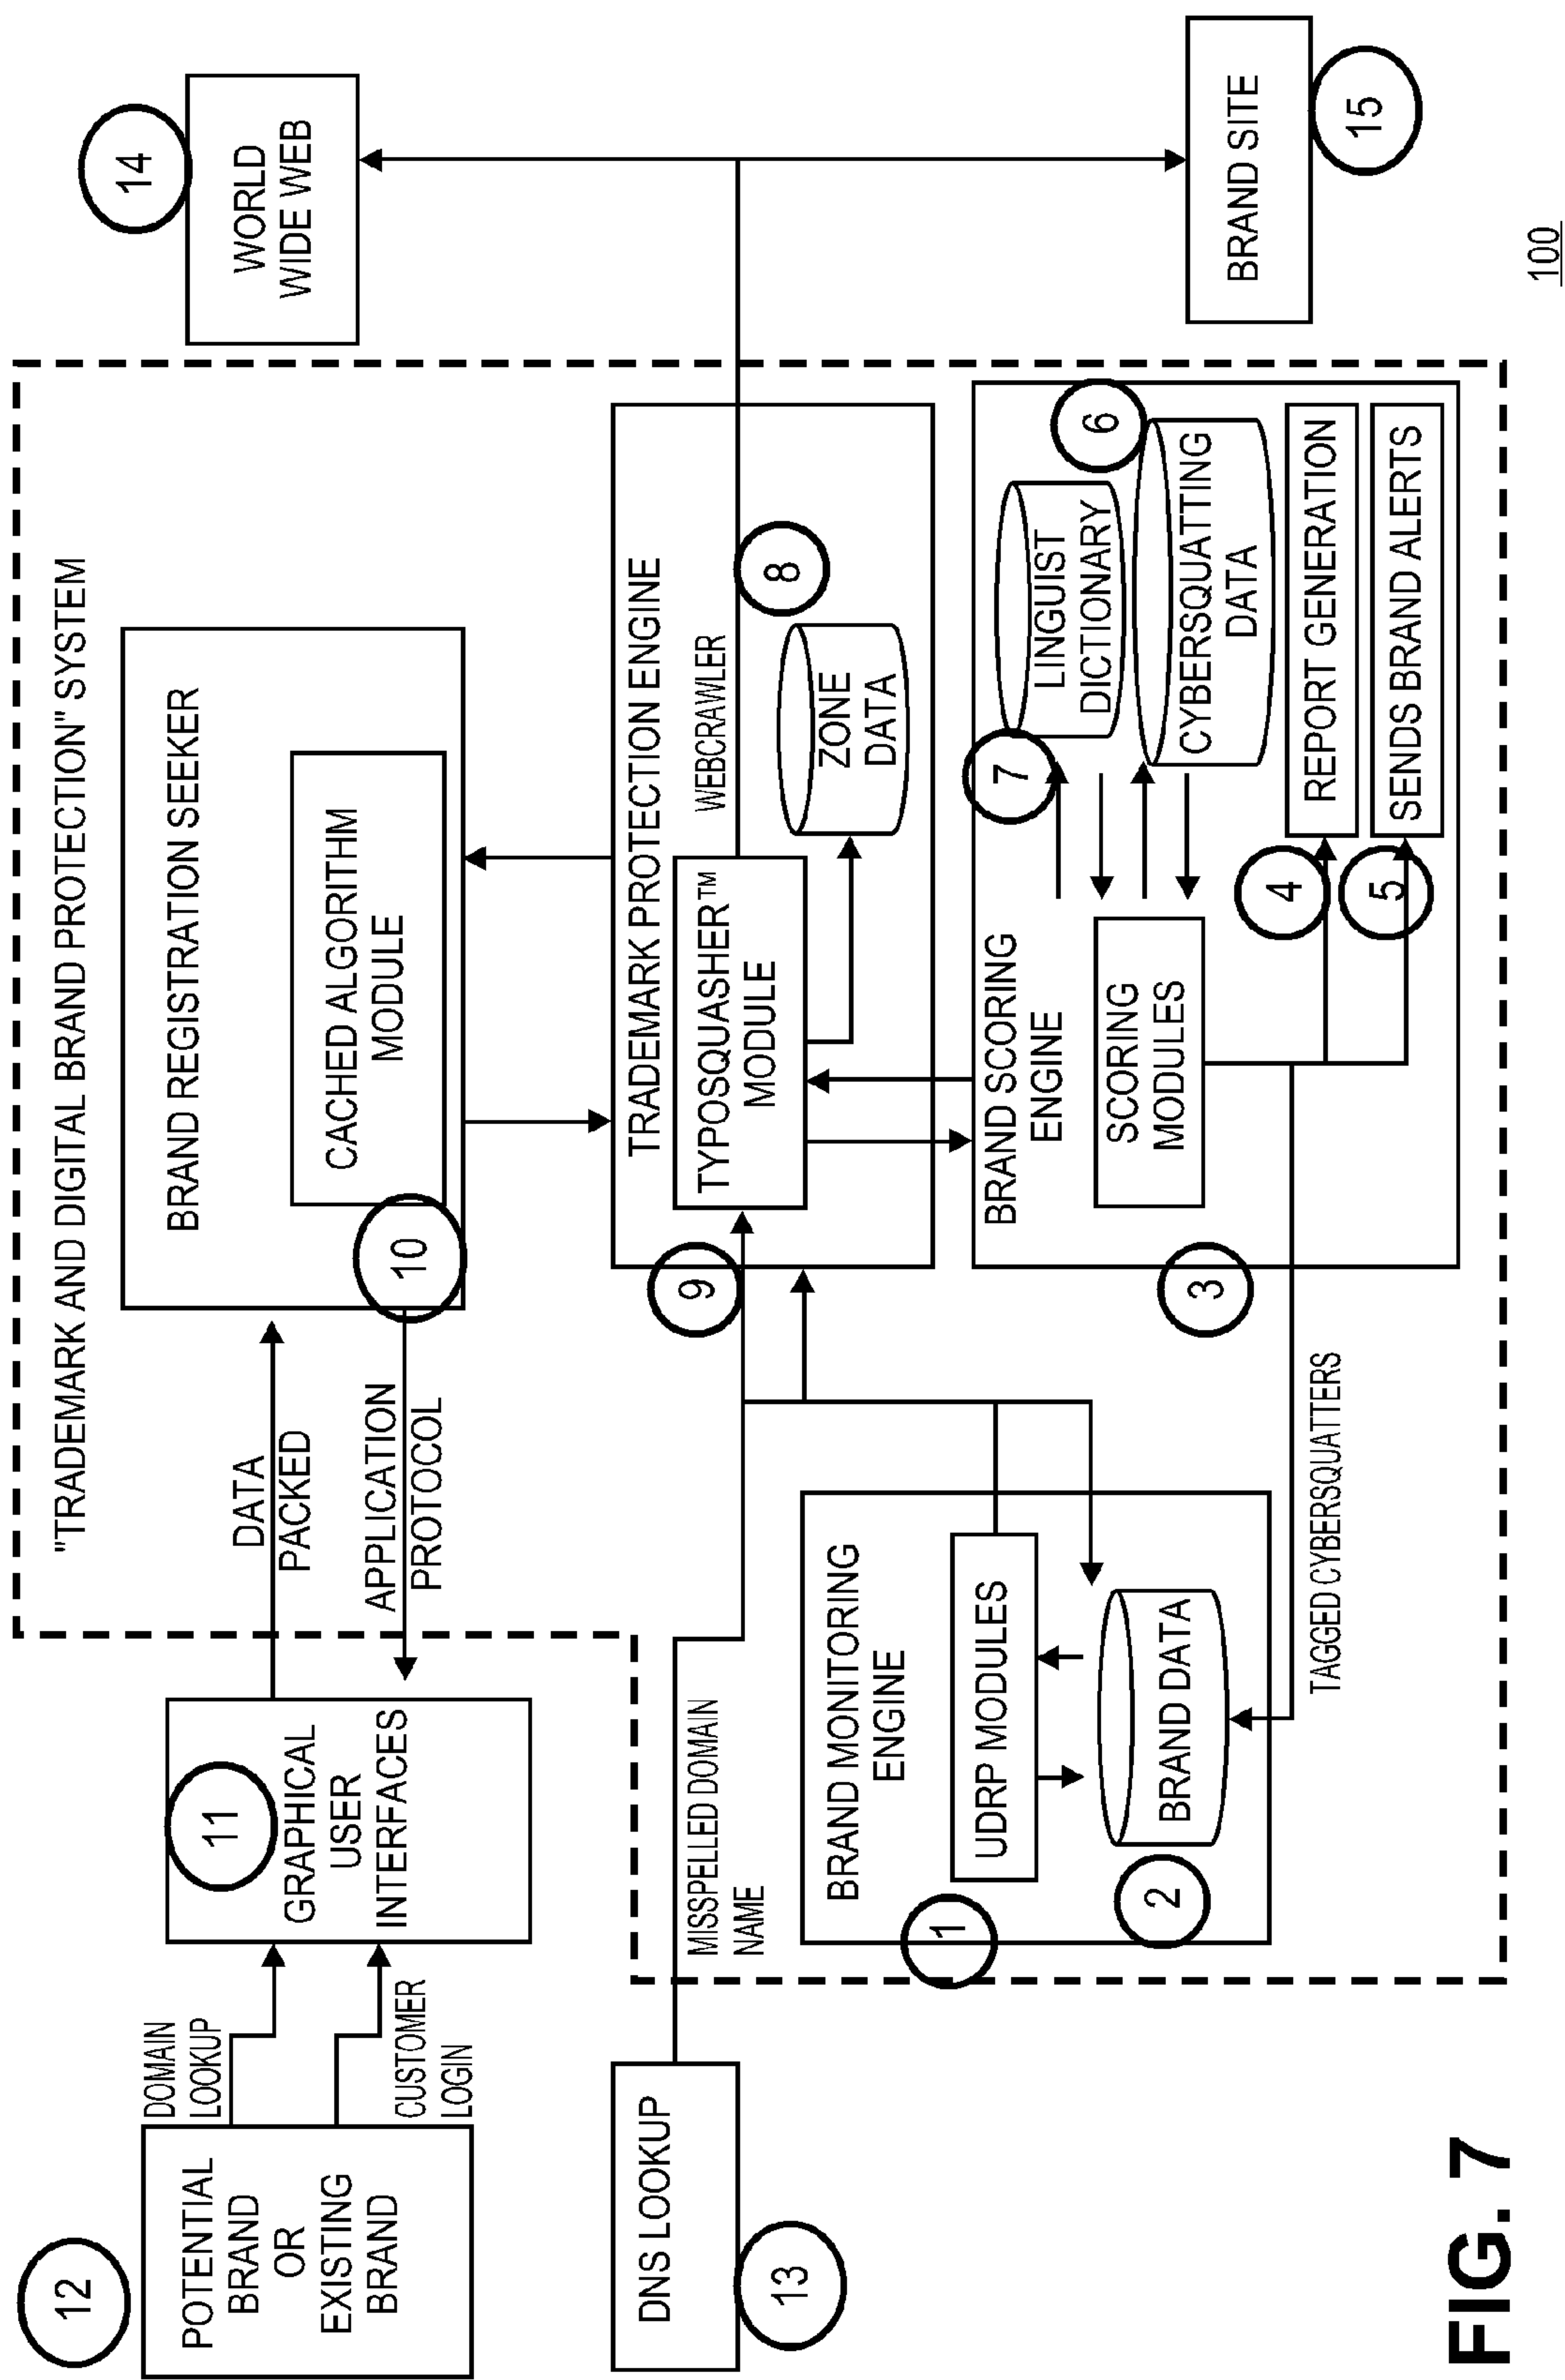 "TRADEMARK AND DIGITAL BRAND PROTECTION" SYSTEM
12
POTENTIAL
BRAND
OR
EXISTING
BRAND
DOMAIN
LOOKUP
CUSTOMER
LOGIN
11
GRAPHICAL
USER
INTERFACES
DATA
PACKED
APPLICATION
PROTOCOL
BRAND REGISTRATION SEEKER
CACHED ALGORITHM
MODULE
10
14
WORLD
WIDE WEB
DNS LOOKUP
13
MISSPELLED DOMAIN
NAME
9
TRADEMARK PROTECTION ENGINE
TYPOSQUASHER™
MODULE
WEBCRAWLER
8
ZONE
DATA
BRAND MONITORING
ENGINE
1
UDRP MODULES
2
BRAND DATA
TAGGED CYBERSQUATTERS
3
BRAND SCORING
ENGINE
SCORING
MODULES
7
LINGUIST
DICTIONARY
6
CYBERSQUATTING
DATA
4
REPORT GENERATION
5
SENDS BRAND ALERTS
BRAND SITE
15
100
FIG. 7